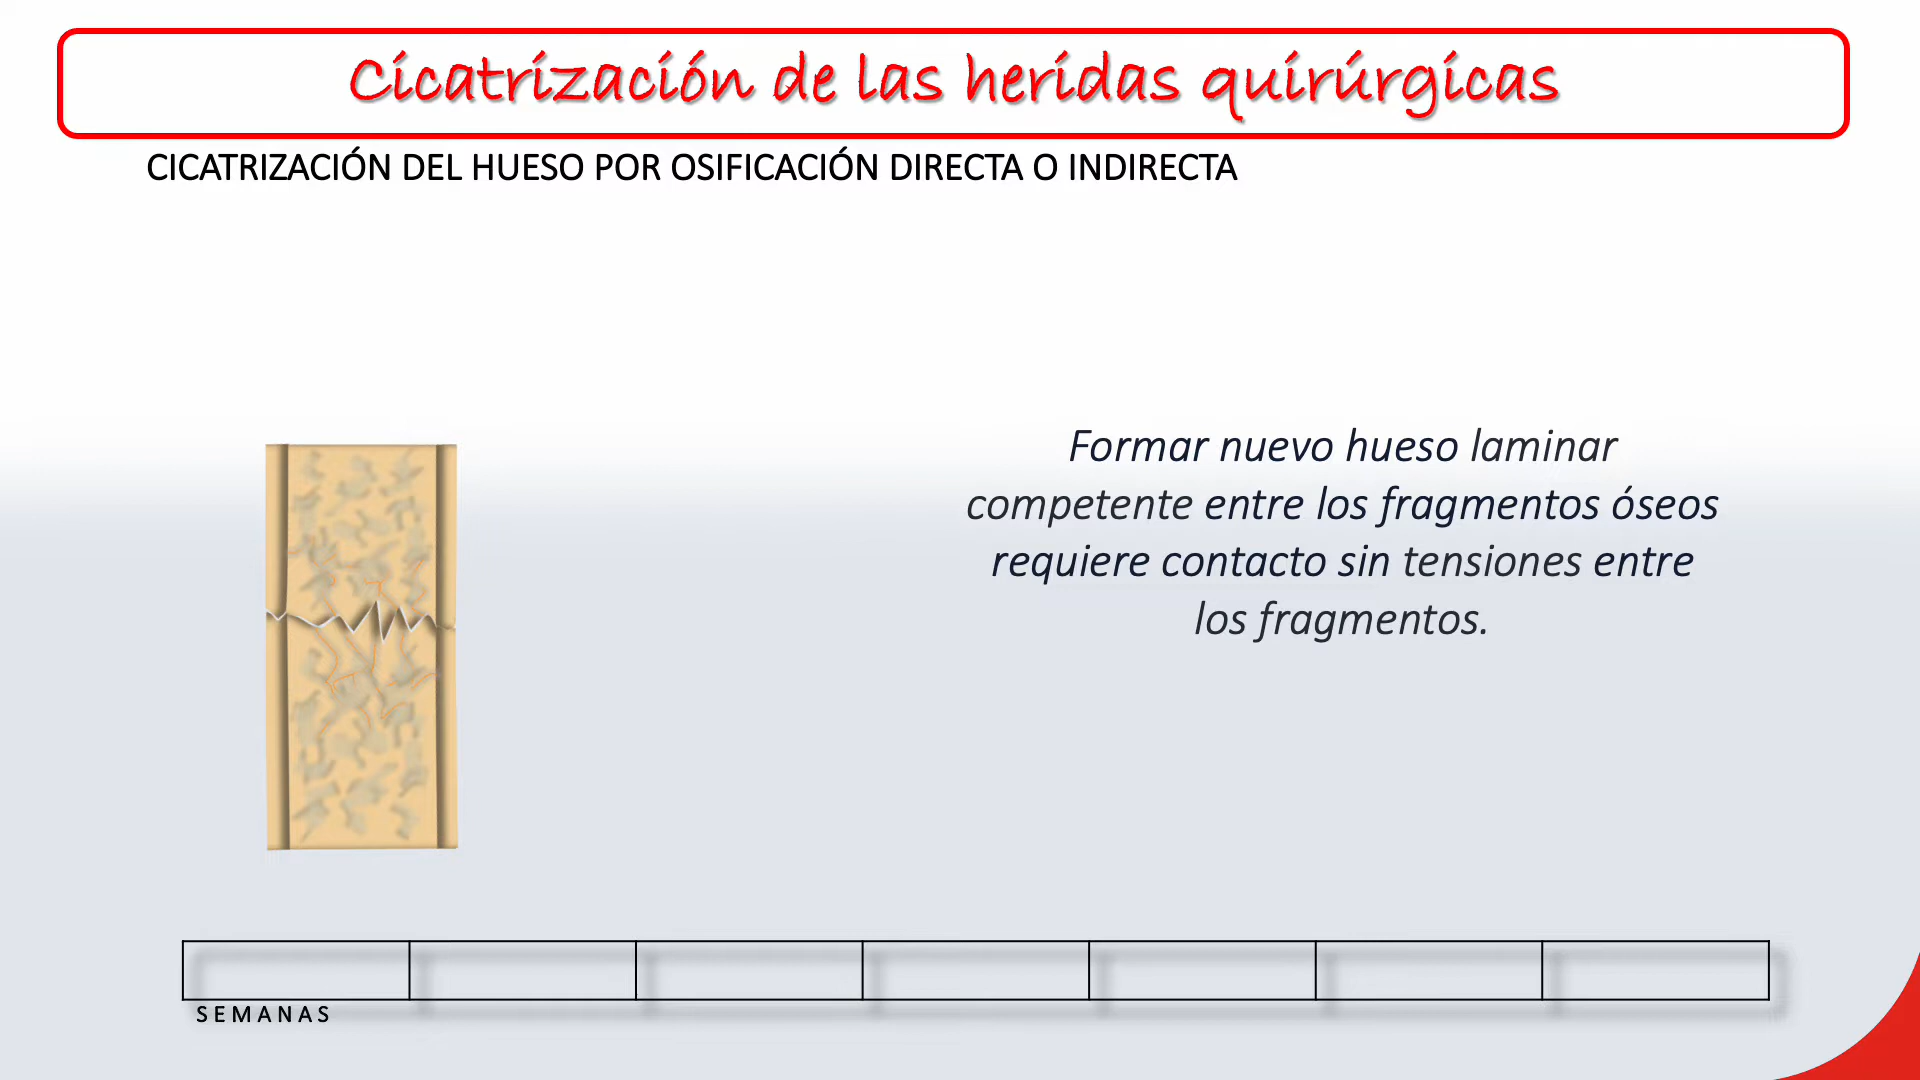 Cicatrización de las heridas quirúrgicas
CICATRIZACIÓN DEL HUESO POR OSIFICACIÓN DIRECTA O INDIRECTA
Formar nuevo hueso laminar
competente entre los fragmentos óseos
requiere contacto sin tensiones entre
los fragmentos.
SEMANAS